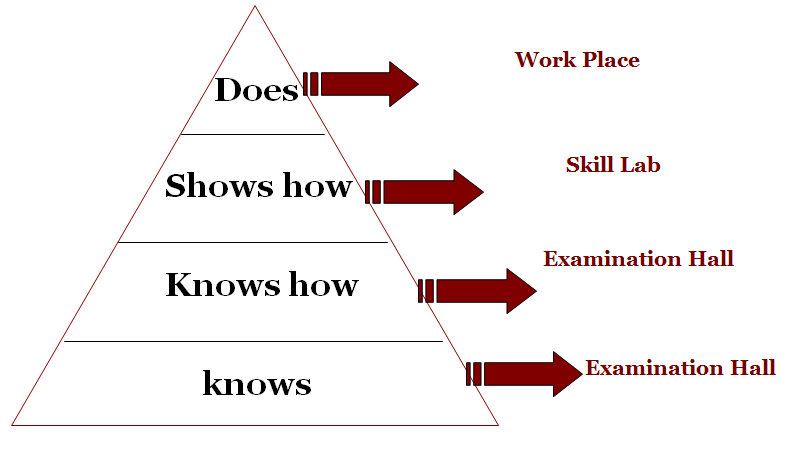 Work Place
Does
Skill Lab
Shows how
Examination Hall
Knows how
Examination Hall
knows